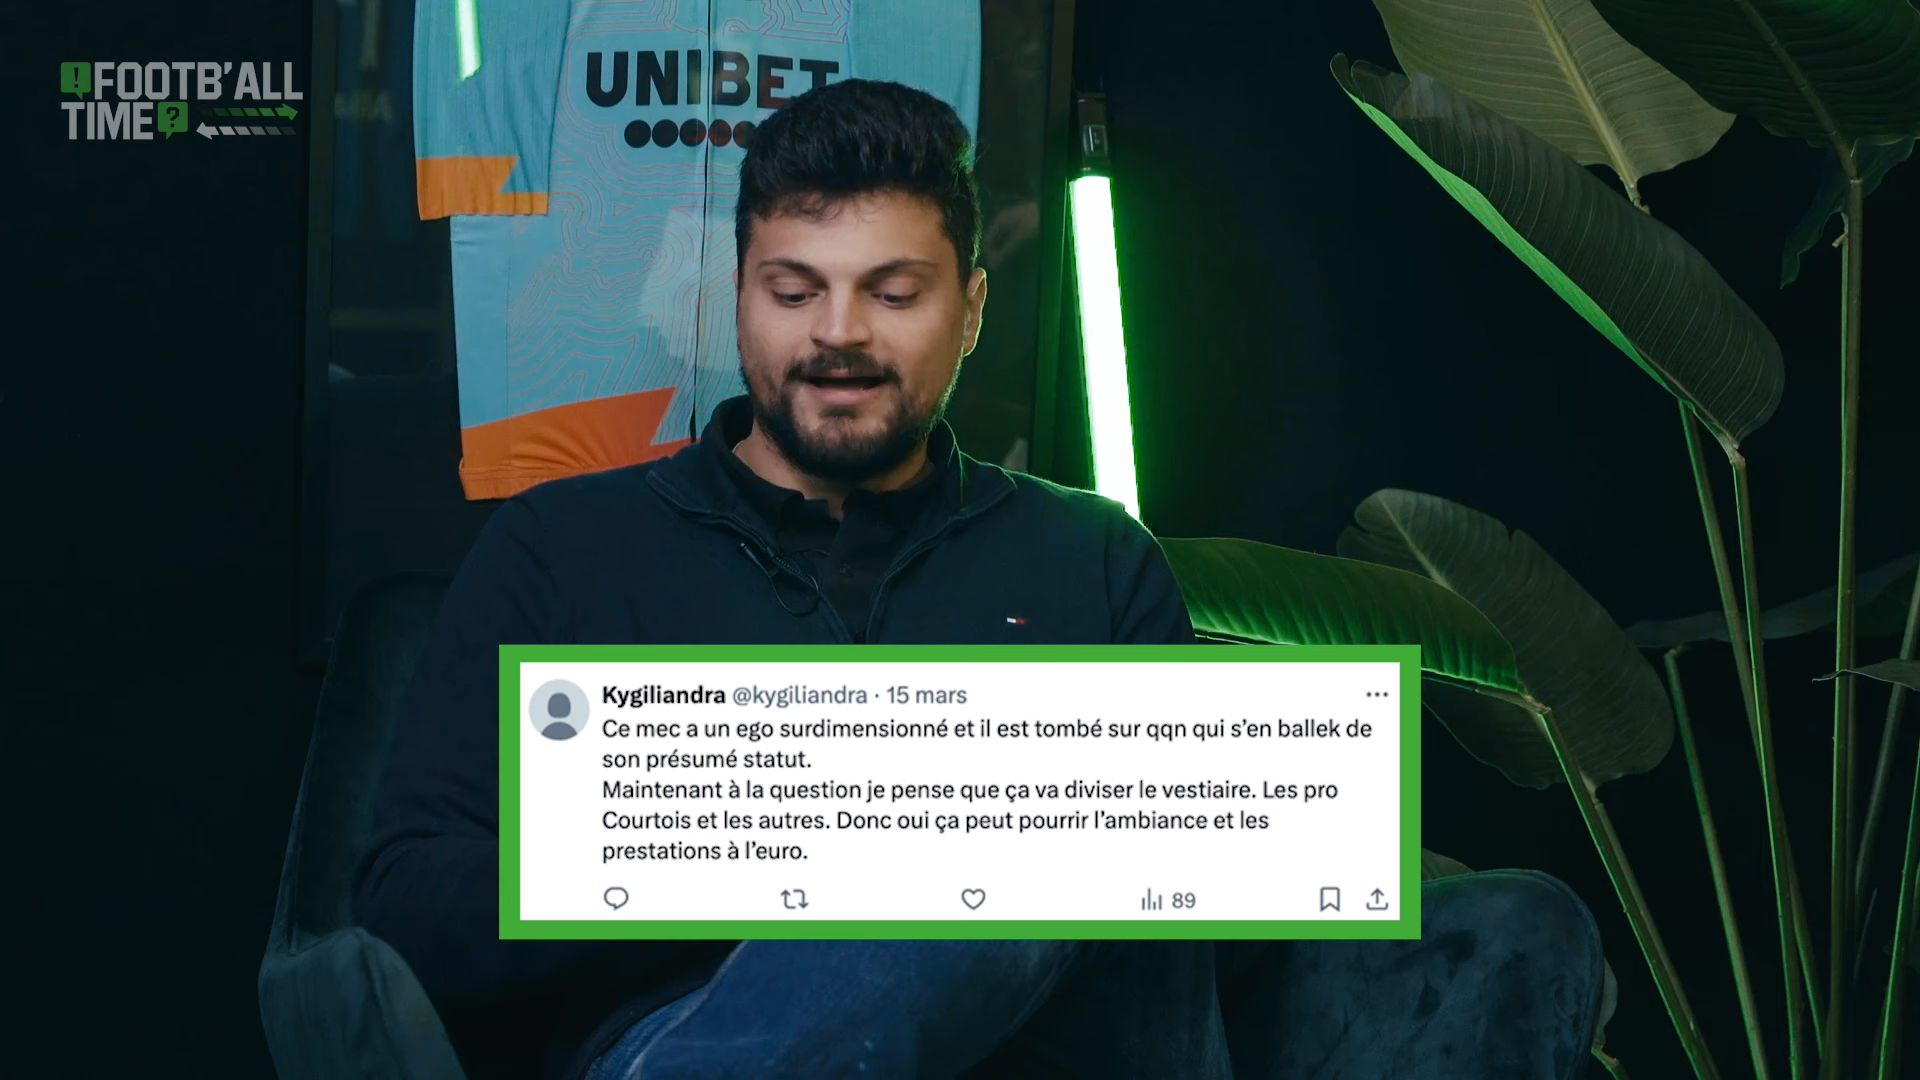 !FOOTB'ALL
TIME?
UNIBET
Kygiliandra @kygiliandra · 15 mars
Ce mec a un ego surdimensionné et il est tombé sur qqn qui s'en ballek de
son présumé statut.
Maintenant à la question je pense que ça va diviser le vestiaire. Les pro
Courtois et les autres. Donc oui ça peut pourrir l'ambiance et les
prestations à l'euro.
89